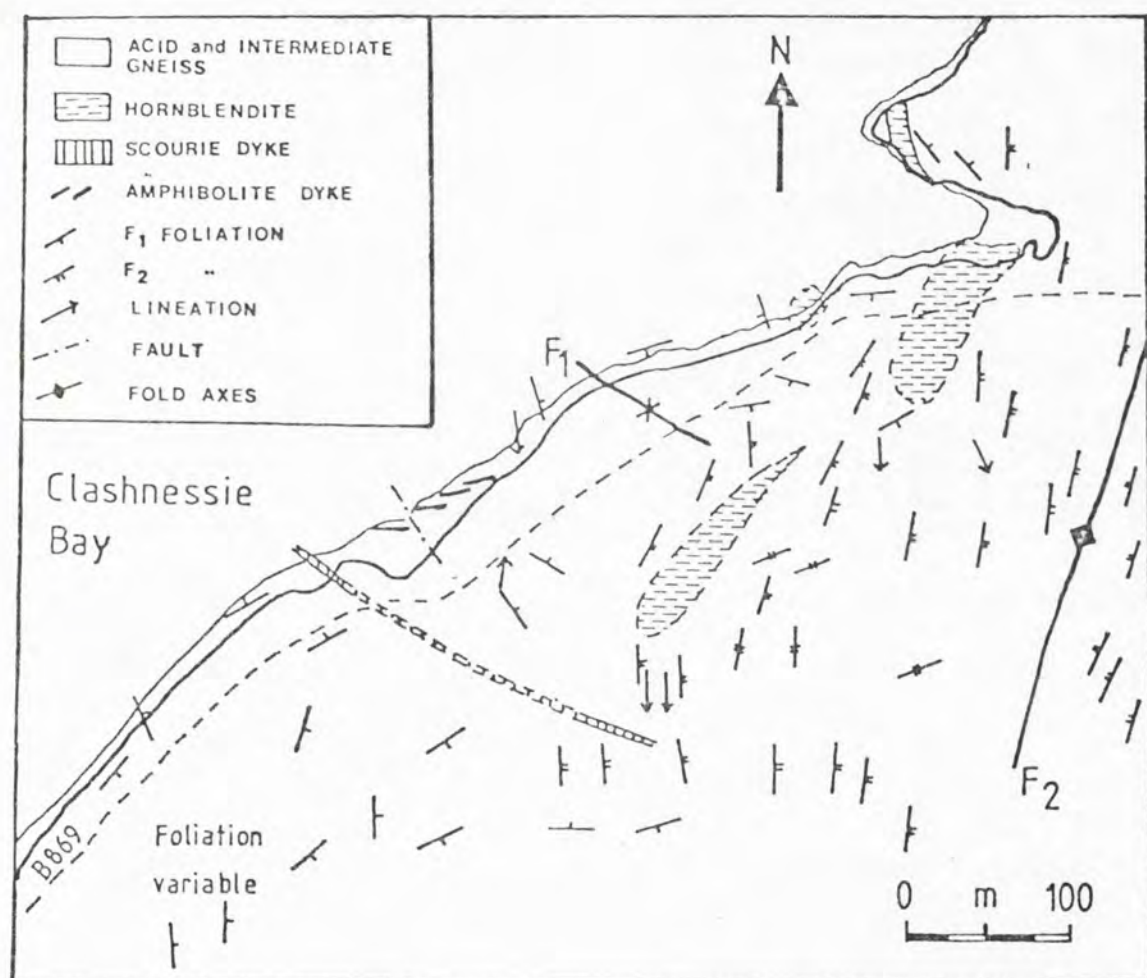 ACID and INTERMEDIATE
GNEISS
HORNBLENDITE
SCOURIE DYKE
AMPHIBOLITE DYKE
F1 FOLIATION
F2 "
LINEATION
FAULT
FOLD AXES
N
F1
Clashnessie
Bay
F2
B869
Foliation
variable
0 m 100